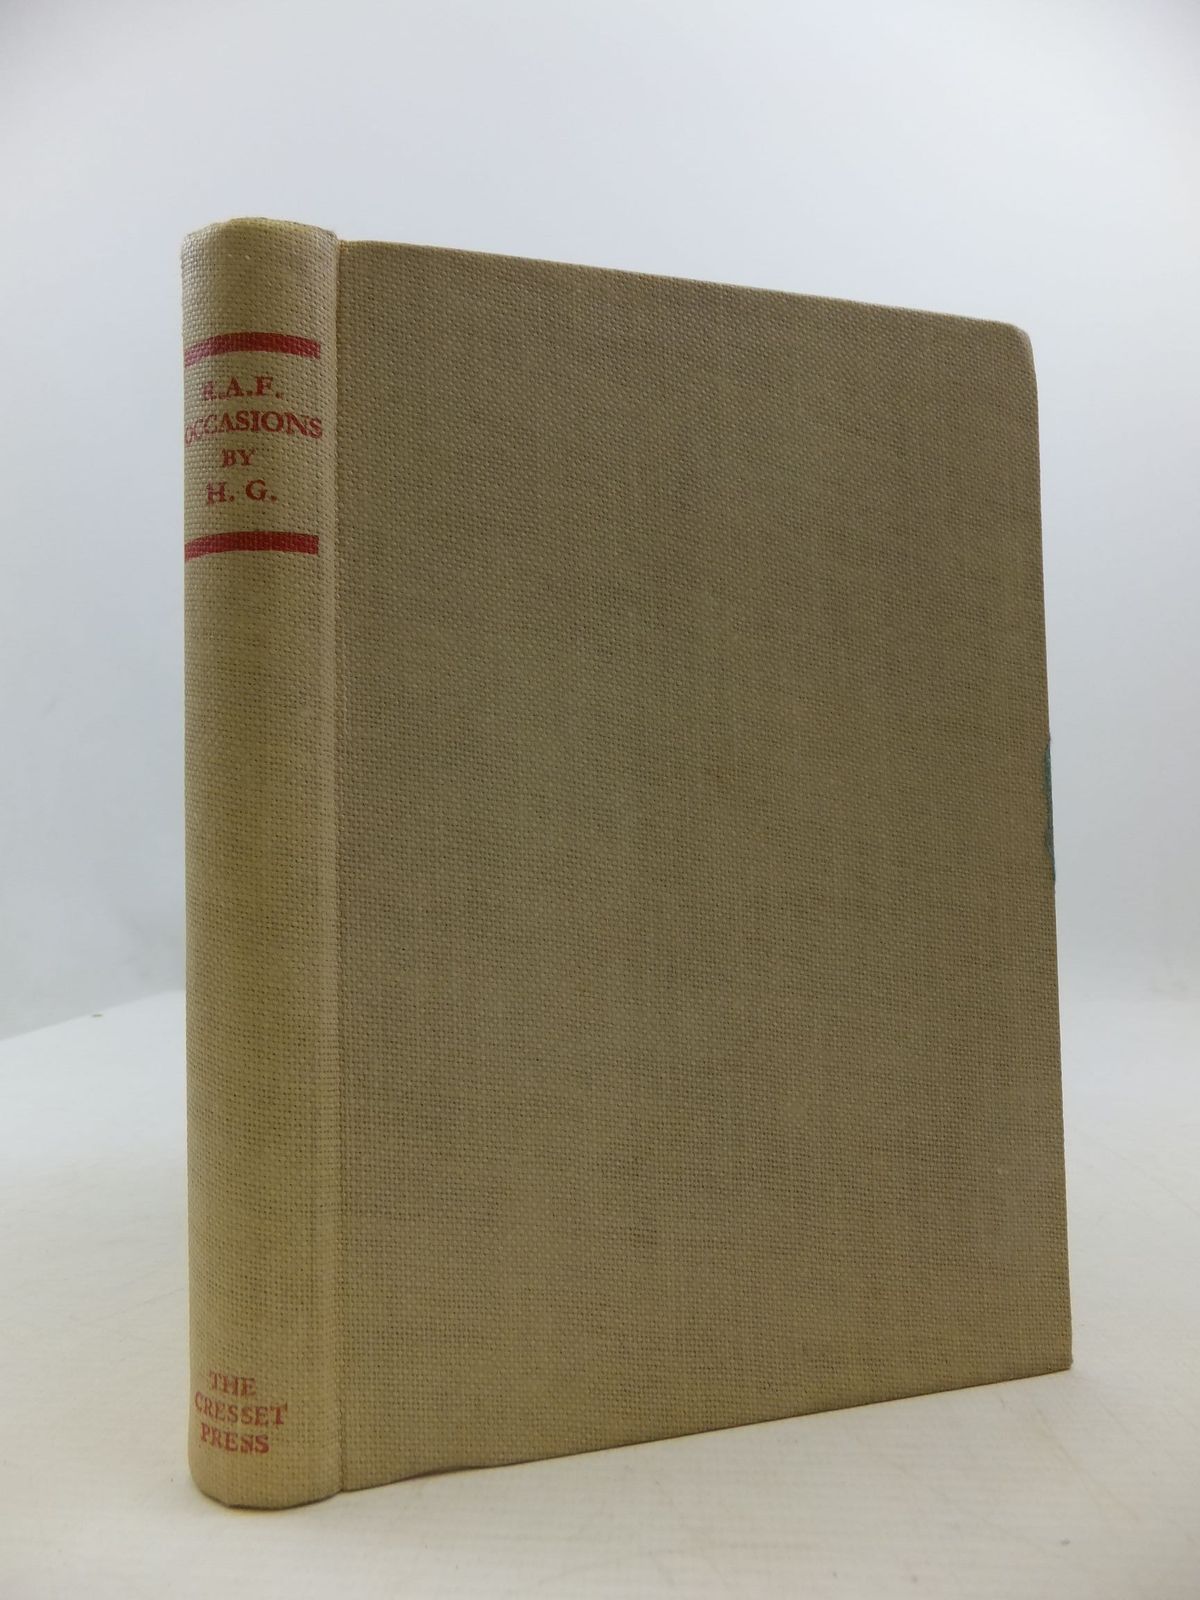 R.A.F.
OCCASIONS
BY
H. G.
THE
CRESSET
PRESS